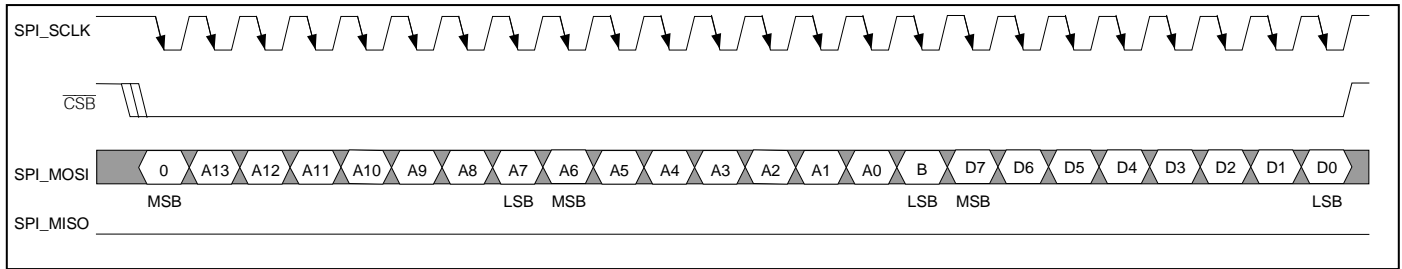 SPI_SCLK
CSB
SPI_MOSI 0 A13 A12 A11 A10 A9 A8 A7 A6 A5 A4 A3 A2 A1 A0 B D7 D6 D5 D4 D3 D2 D1 D0
MSB LSB MSB LSB MSB LSB
SPI_MISO